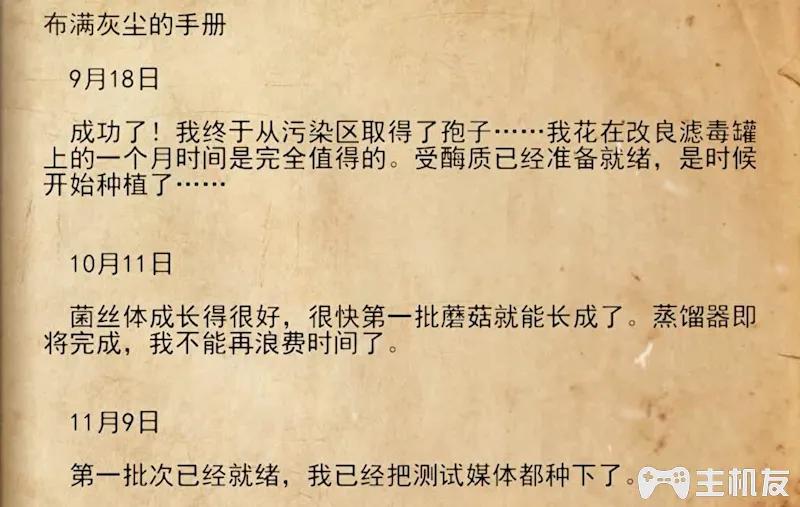 布满灰尘的手册
9月18日
成功了！我终于从污染区取得了孢子……我花在改良滤毒罐
上的一个月时间是完全值得的。受酶质已经准备就绪，是时候
开始种植了……
10月11日
菌丝体成长得很好，很快第一批蘑菇就能长成了。蒸馏器即
将完成，我不能再浪费时间了。
11月9日
第一批次已经就绪，我已经把测试媒体都种下了。
主机友